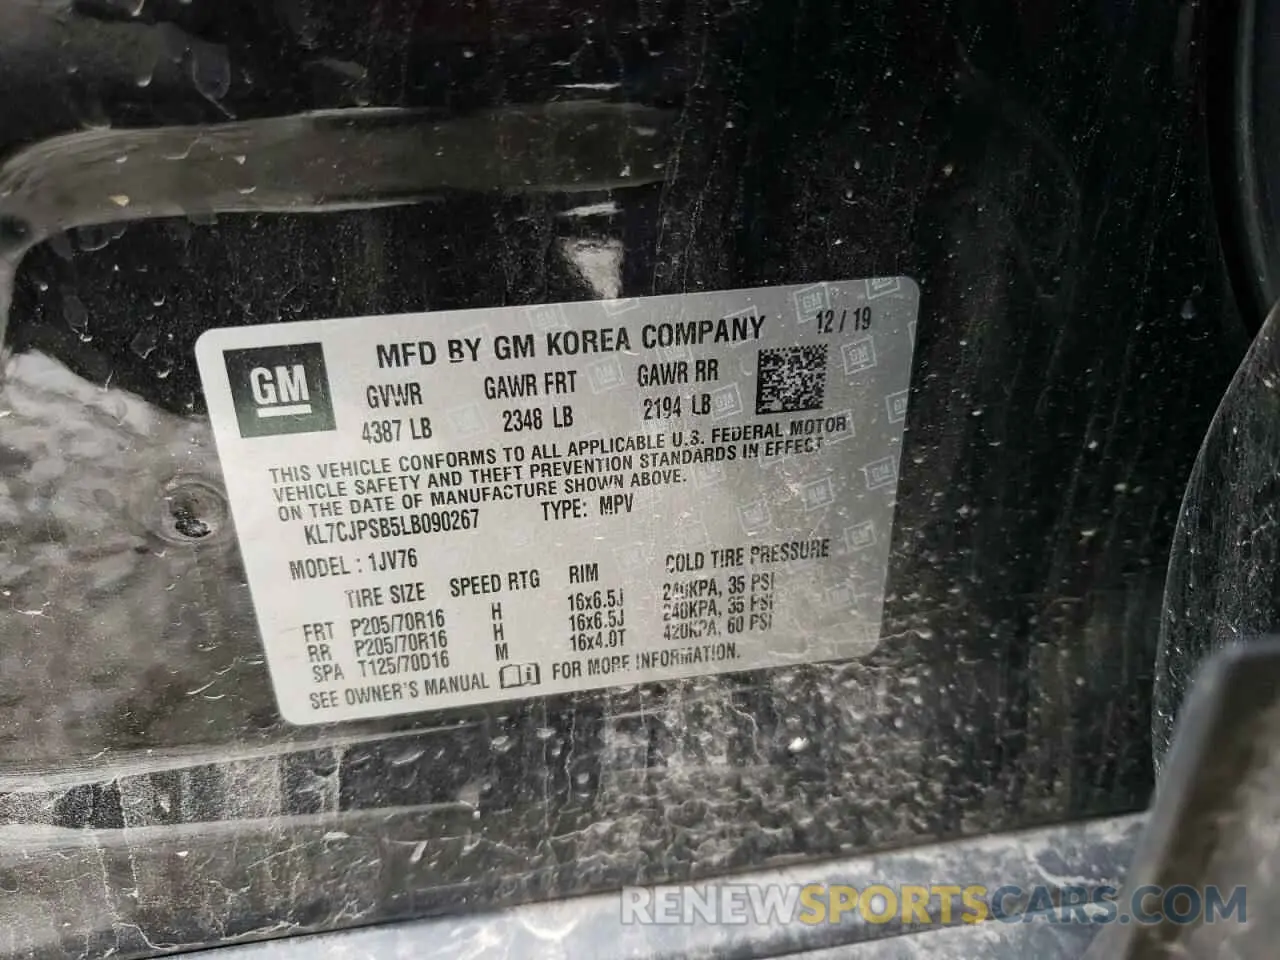 GM
MFD BY GM KOREA COMPANY 12 / 19
GVWR GAWR FRT GAWR RR
4387 LB 2348 LB 2194 LB
THIS VEHICLE CONFORMS TO ALL APPLICABLE U.S. FEDERAL MOTOR
VEHICLE SAFETY AND THEFT PREVENTION STANDARDS IN EFFECT
ON THE DATE OF MANUFACTURE SHOWN ABOVE.
KL7CJPSB5LB090267 TYPE: MPV
MODEL : 1JV76
TIRE SIZE SPEED RTG RIM COLD TIRE PRESSURE
FRT P205/70R16 H 16x6.5J 240KPA, 35 PSI
RR P205/70R16 H 16x6.5J 240KPA, 35 PSI
SPA T125/70D16 M 16x4.0T 420KPA, 60 PSI
SEE OWNER'S MANUAL i FOR MORE INFORMATION.
RENEWSPORTSCARS.COM